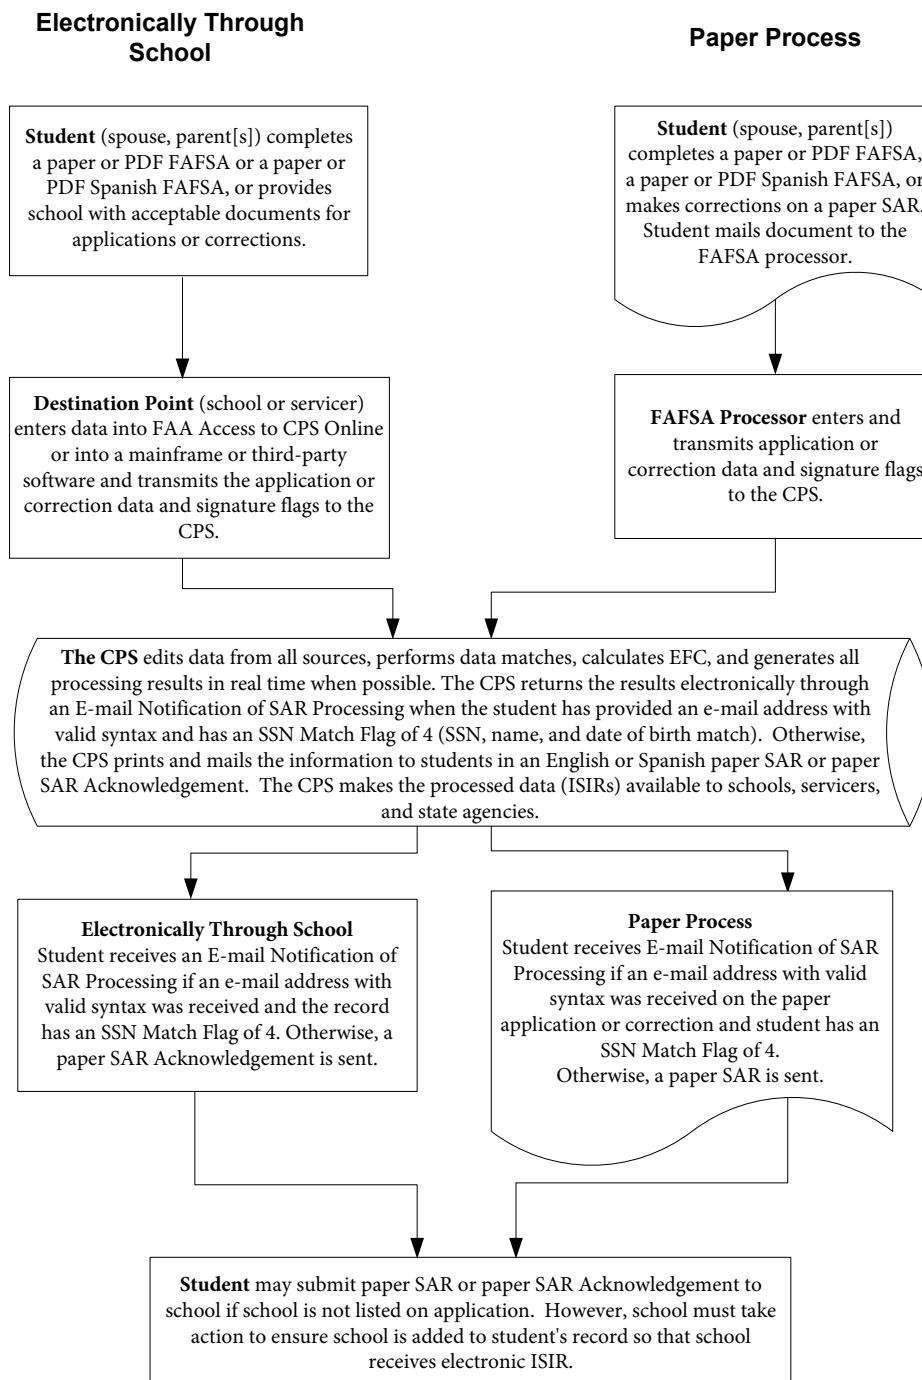 Electronically Through
School
Paper Process
Student (spouse, parent[s]) completes
a paper or PDF FAFSA or a paper or
PDF Spanish FAFSA, or provides
school with acceptable documents for
applications or corrections.
Student (spouse, parent[s])
completes a paper or PDF FAFSA,
a paper or PDF Spanish FAFSA, or
makes corrections on a paper SAR.
Student mails document to the
FAFSA processor.
Destination Point (school or servicer)
enters data into FAA Access to CPS Online
or into a mainframe or third-party
software and transmits the application or
correction data and signature flags to the
CPS.
FAFSA Processor enters and
transmits application or
correction data and signature flags
to the CPS.
The CPS edits data from all sources, performs data matches, calculates EFC, and generates all
processing results in real time when possible. The CPS returns the results electronically through
an E-mail Notification of SAR Processing when the student has provided an e-mail address with
valid syntax and has an SSN Match Flag of 4 (SSN, name, and date of birth match). Otherwise,
the CPS prints and mails the information to students in an English or Spanish paper SAR or paper
SAR Acknowledgement. The CPS makes the processed data (ISIRs) available to schools, servicers,
and state agencies.
Electronically Through School
Student receives an E-mail Notification of
SAR Processing if an e-mail address with
valid syntax was received and the record
has an SSN Match Flag of 4. Otherwise, a
paper SAR Acknowledgement is sent.
Paper Process
Student receives E-mail Notification of SAR
Processing if an e-mail address with valid
syntax was received on the paper
application or correction and student has an
SSN Match Flag of 4.
Otherwise, a paper SAR is sent.
Student may submit paper SAR or paper SAR Acknowledgement to
school if school is not listed on application. However, school must take
action to ensure school is added to student's record so that school
receives electronic ISIR.